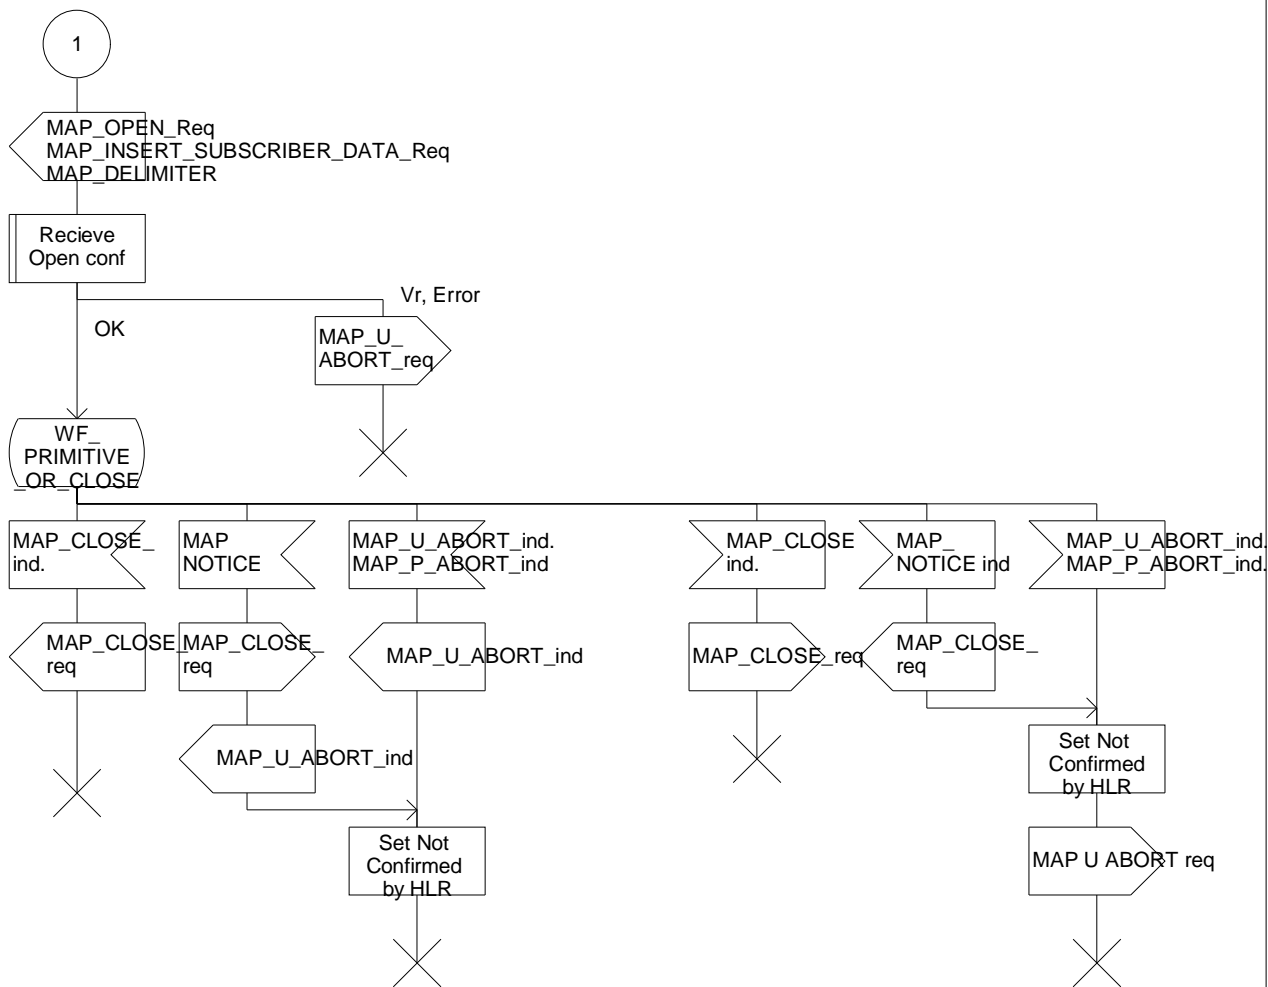 1
MAP_OPEN_Req
MAP_INSERT_SUBSCRIBER_DATA_Req
MAP_DELIMITER
Recieve
Open conf
Vr, Error
OK
MAP_U_
ABORT_req
WF_
PRIMITIVE
_OR_CLOSE
MAP_CLOSE_
ind.
MAP
NOTICE
MAP_U_ABORT_ind.
MAP_P_ABORT_ind
MAP_CLOSE
ind.
MAP_
NOTICE ind
MAP_U_ABORT_ind.
MAP_P_ABORT_ind.
MAP_CLOSE_
req
MAP_CLOSE_
req
MAP_U_ABORT_ind
MAP_CLOSE_req
MAP_CLOSE_
req
MAP_U_ABORT_ind
Set Not
Confirmed
by HLR
Set Not
Confirmed
by HLR
MAP U ABORT req